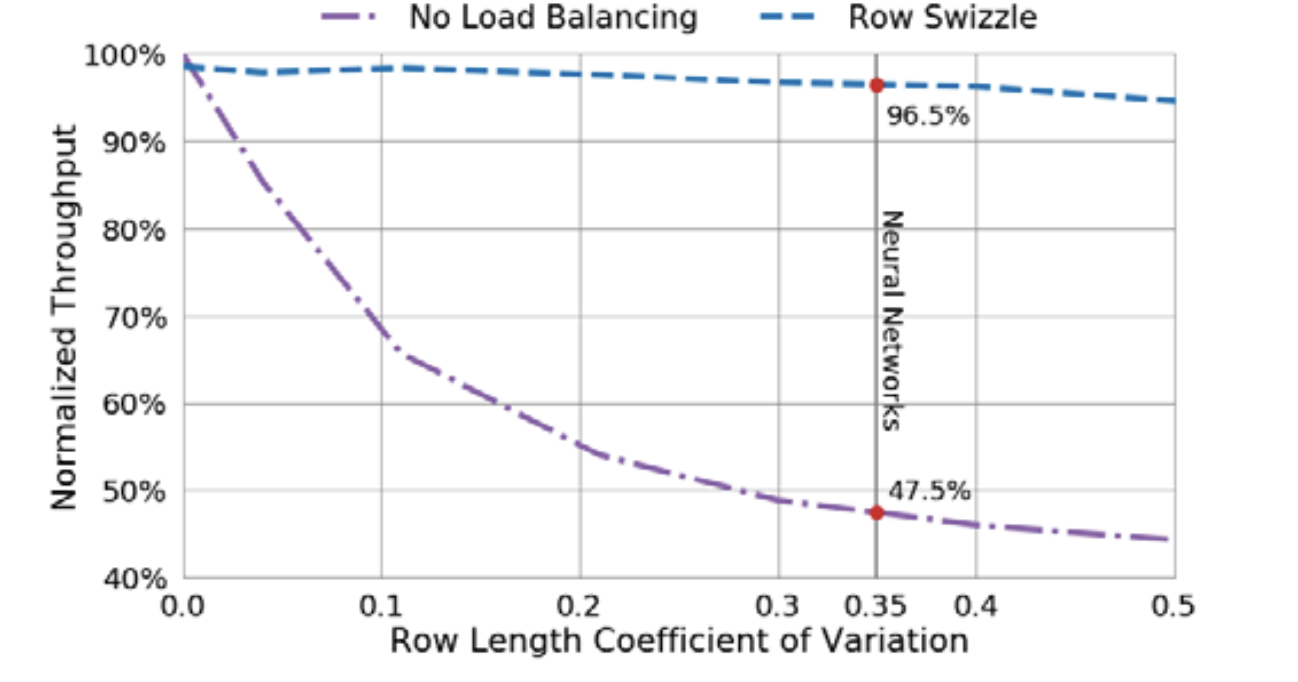 No Load Balancing Row Swizzle
100%
90%
80%
70%
60%
50%
40%
Normalized Throughput
96.5%
Neural Networks
47.5%
0.0 0.1 0.2 0.3 0.35 0.4 0.5
Row Length Coefficient of Variation